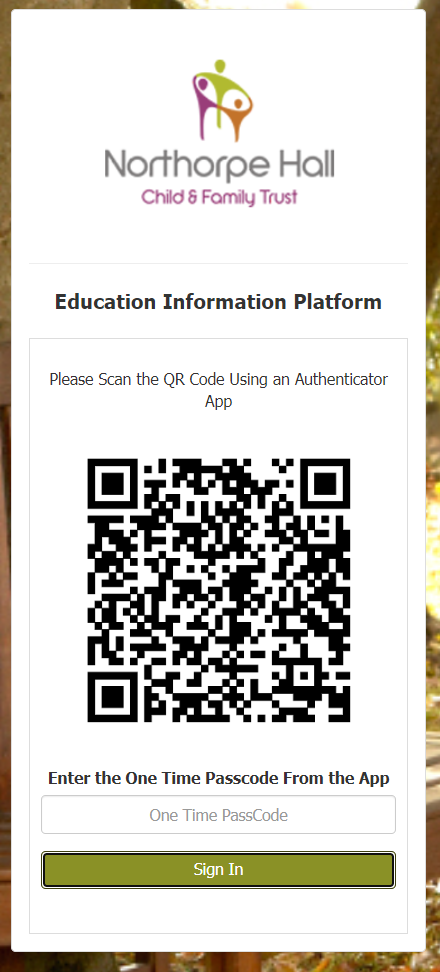 Northorpe Hall
Child & Family Trust
Education Information Platform
Please Scan the QR Code Using an Authenticator
App
Enter the One Time Passcode From the App
One Time PassCode
Sign In